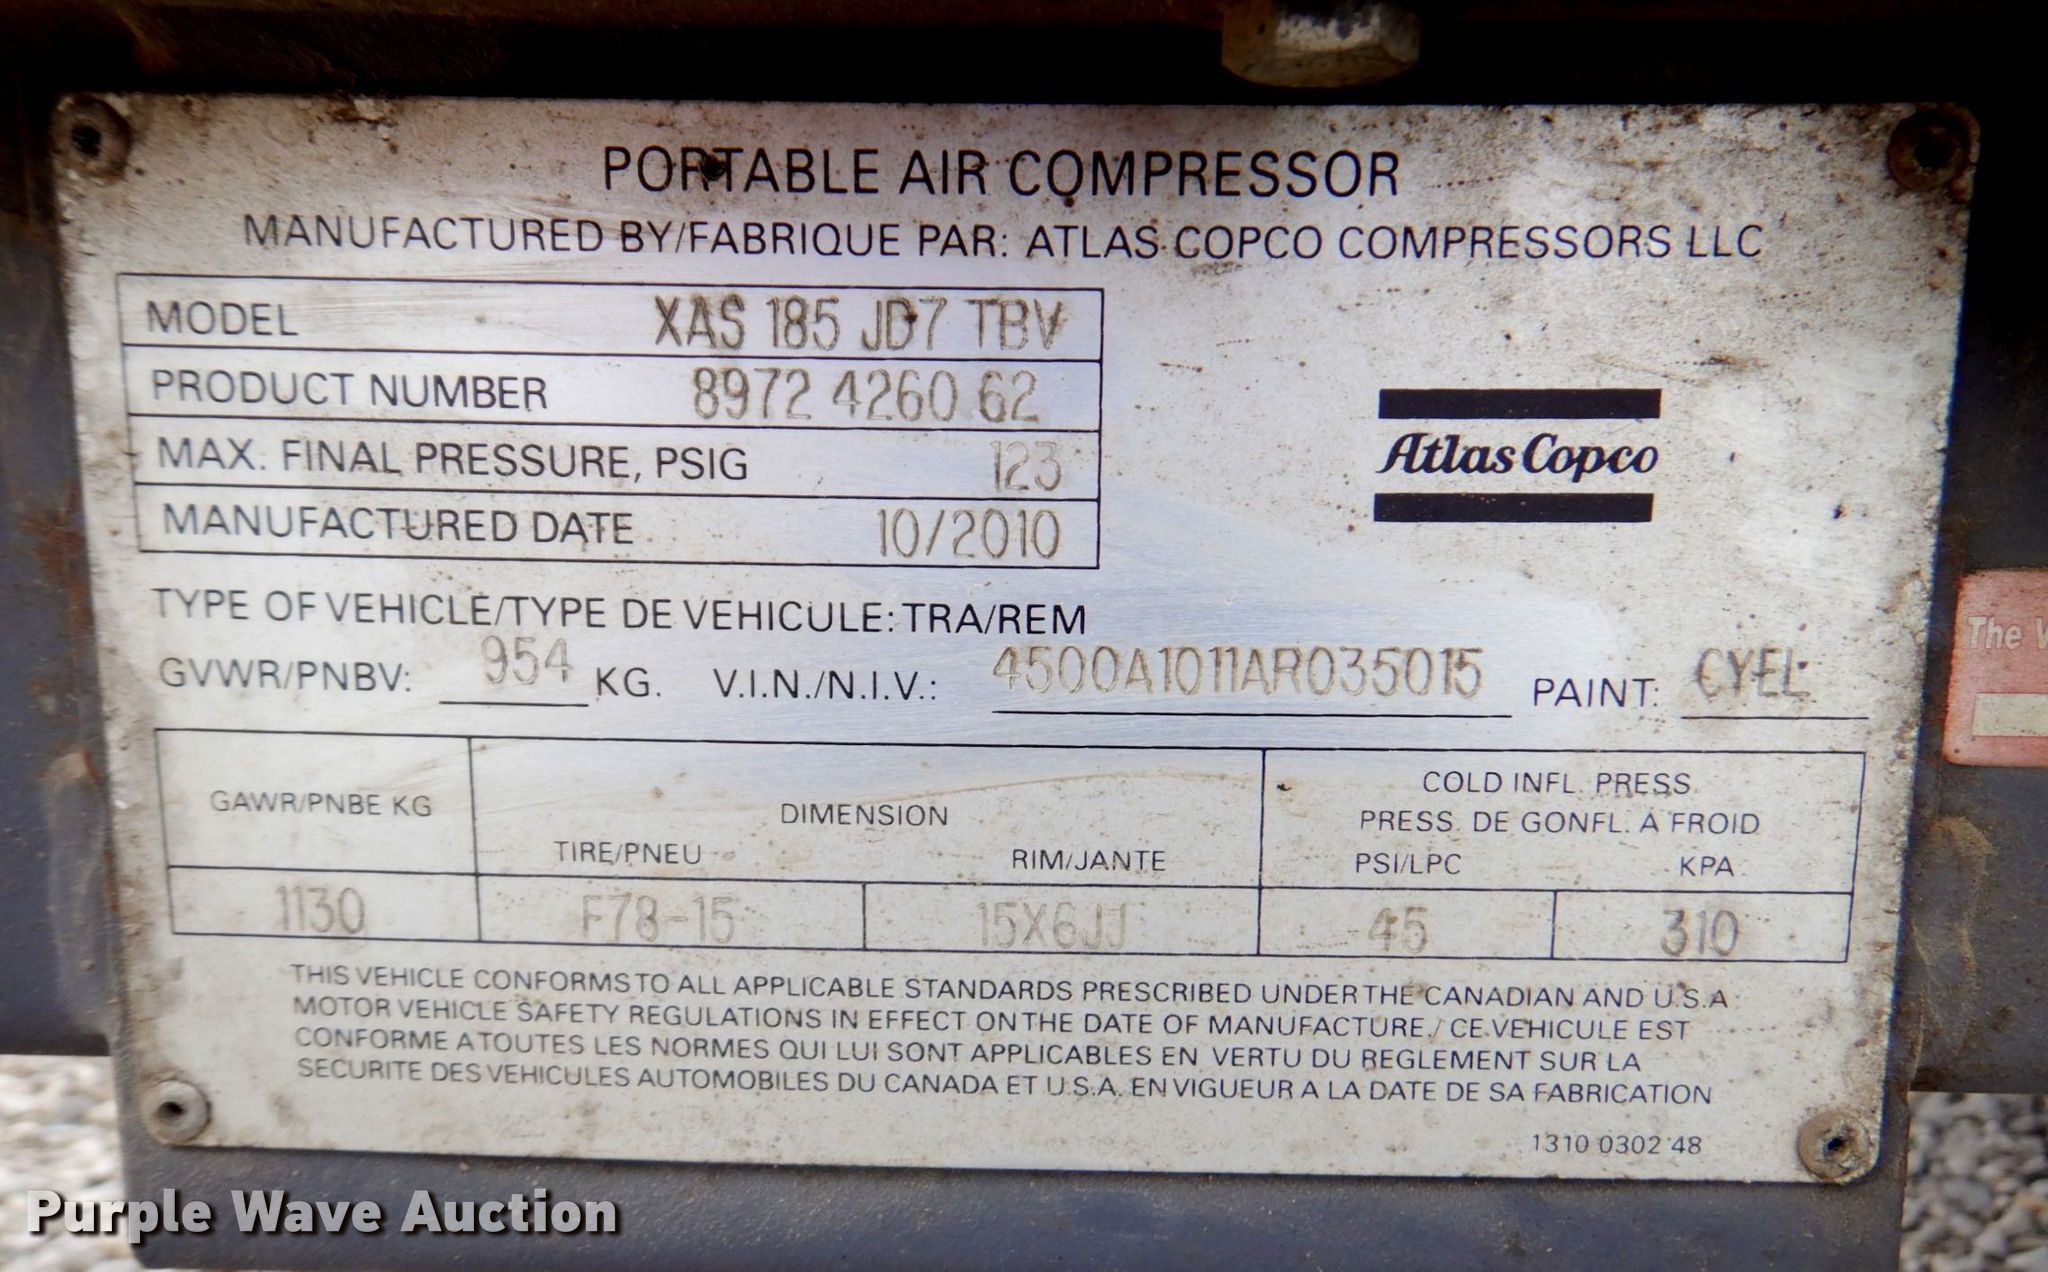 PORTABLE AIR COMPRESSOR
MANUFACTURED BY/FABRIQUE PAR: ATLAS COPCO COMPRESSORS LLC
MODEL XAS 185 JD7 TBV
PRODUCT NUMBER 8972 4260 62
MAX. FINAL PRESSURE, PSIG 123
MANUFACTURED DATE 10/2010
Atlas Copco
TYPE OF VEHICLE/TYPE DE VEHICULE: TRA/REM
GVWR/PNBV: 954 KG. V.I.N./N.I.V.: 4500A1011AR035015 PAINT: CYEL
GAWR/PNBE KG
DIMENSION
TIRE/PNEU RIM/JANTE
COLD INFL. PRESS.
PRESS. DE GONFL. A FROID
PSI/LPC KPA
1130 F78-15 15X6JJ 45 310
THIS VEHICLE CONFORMS TO ALL APPLICABLE STANDARDS PRESCRIBED UNDER THE CANADIAN AND U.S.A.
MOTOR VEHICLE SAFETY REGULATIONS IN EFFECT ON THE DATE OF MANUFACTURE./ CE VEHICULE EST
CONFORME A TOUTES LES NORMES QUI LUI SONT APPLICABLES EN VERTU DU REGLEMENT SUR LA
SECURITE DES VEHICULES AUTOMOBILES DU CANADA ET U.S.A. EN VIGUEUR A LA DATE DE SA FABRICATION
1310 0302 48
The
Purple Wave Auction